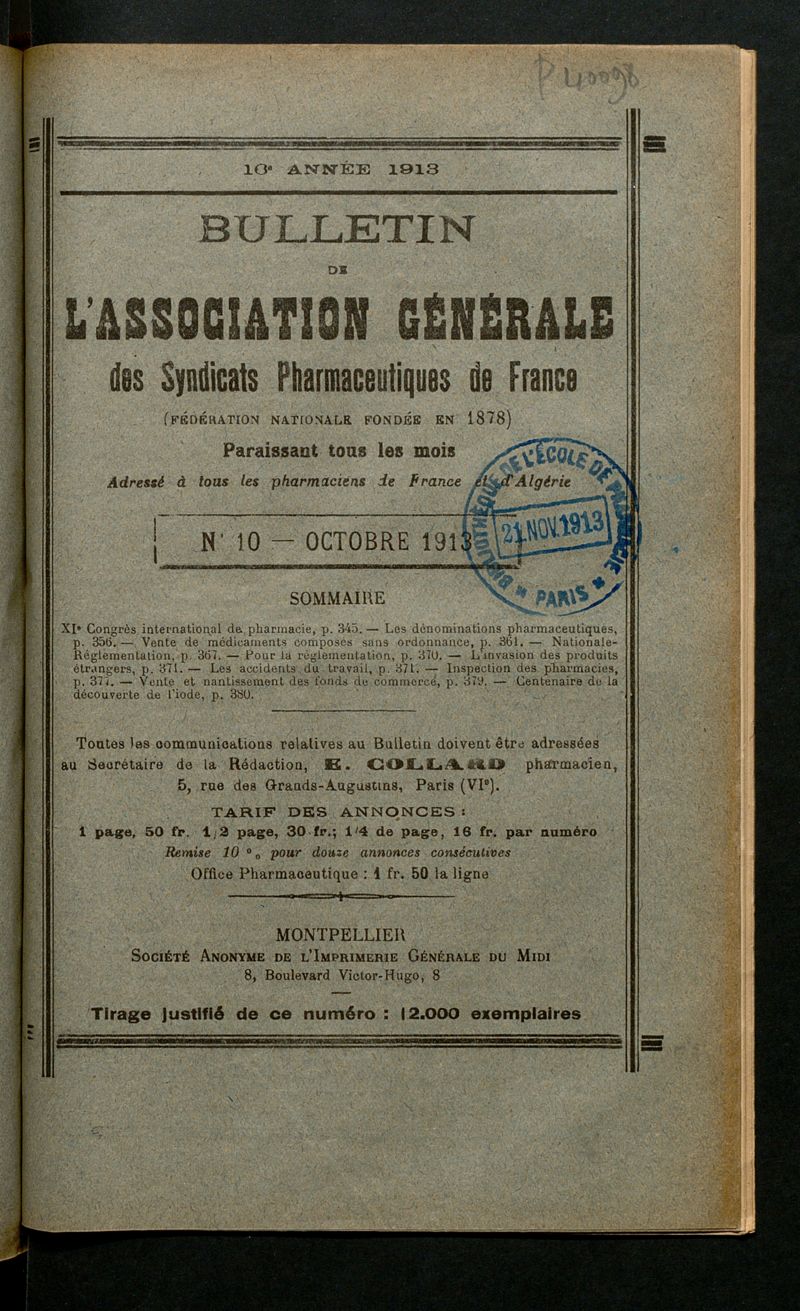 P 40098
10e ANNÉE 1913
BULLETIN
DE
L'ASSOCIATION GÉNÉRALE
des Syndicats Pharmaceutiques de France
(FÉDÉRATION NATIONALE FONDÉE EN 1878)
Paraissant tous les mois
Adressé à tous les pharmaciens de France et d'Algérie
N° 10 — OCTOBRE 1913
L'ÉCOLE DE
21 NOV. 1913
PARIS
SOMMAIRE
XIe Congrès international de pharmacie, p. 345. — Les dénominations pharmaceutiques,
p. 356. — Vente de médicaments composés sans ordonnance, p. 361. — Nationale-
Réglementation, p. 367. — Pour la réglementation, p. 370. — L'invasion des produits
étrangers, p. 371. — Les accidents du travail, p. 371. — Inspection des pharmacies,
p. 377. — Vente et nantissement des fonds de commerce, p. 379. — Centenaire de la
découverte de l'iode, p. 380.
Toutes les communications relatives au Bulletin doivent être adressées
au Secrétaire de la Rédaction, E. COLLARD pharmacien,
5, rue des Grands-Augustins, Paris (VIe).
TARIF DES ANNONCES :
1 page, 50 fr. 1/2 page, 30 fr.; 1/4 de page, 16 fr. par numéro
Remise 10 % pour douze annonces consécutives
Office Pharmaceutique : 1 fr. 50 la ligne
MONTPELLIER
SOCIÉTÉ ANONYME DE L'IMPRIMERIE GÉNÉRALE DU MIDI
8, Boulevard Victor-Hugo, 8
Tirage justifié de ce numéro : 12.000 exemplaires